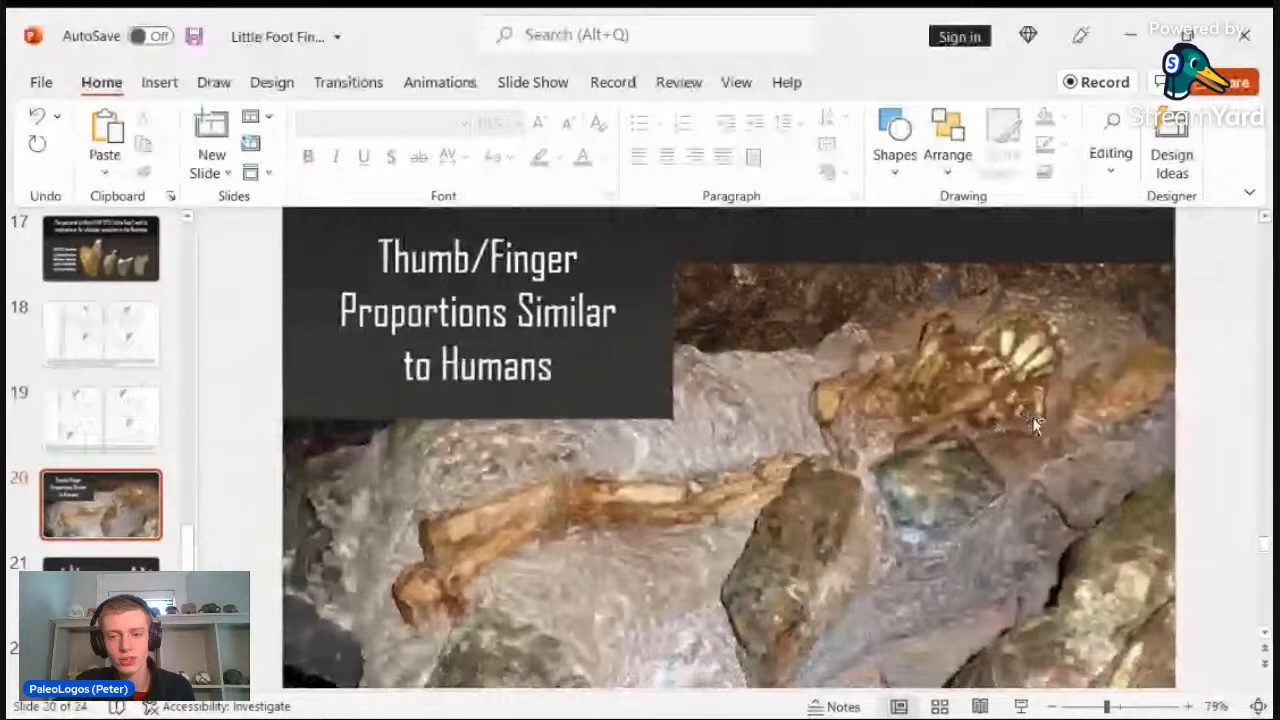 Powered by
StreamYard
AutoSave Off Little Foot Fin... Search (Alt+Q) Sign in
File Home Insert Draw Design Transitions Animations Slide Show Record Review View Help Record
Paste New Slide Shapes Arrange Editing Design Ideas
Undo Clipboard Slides Font Paragraph Drawing Designer
17
18
19
20
21
Thumb/Finger
Proportions Similar
to Humans
PaleoLogos (Peter)
Slide 20 of 24 Accessibility: Investigate Notes 79%